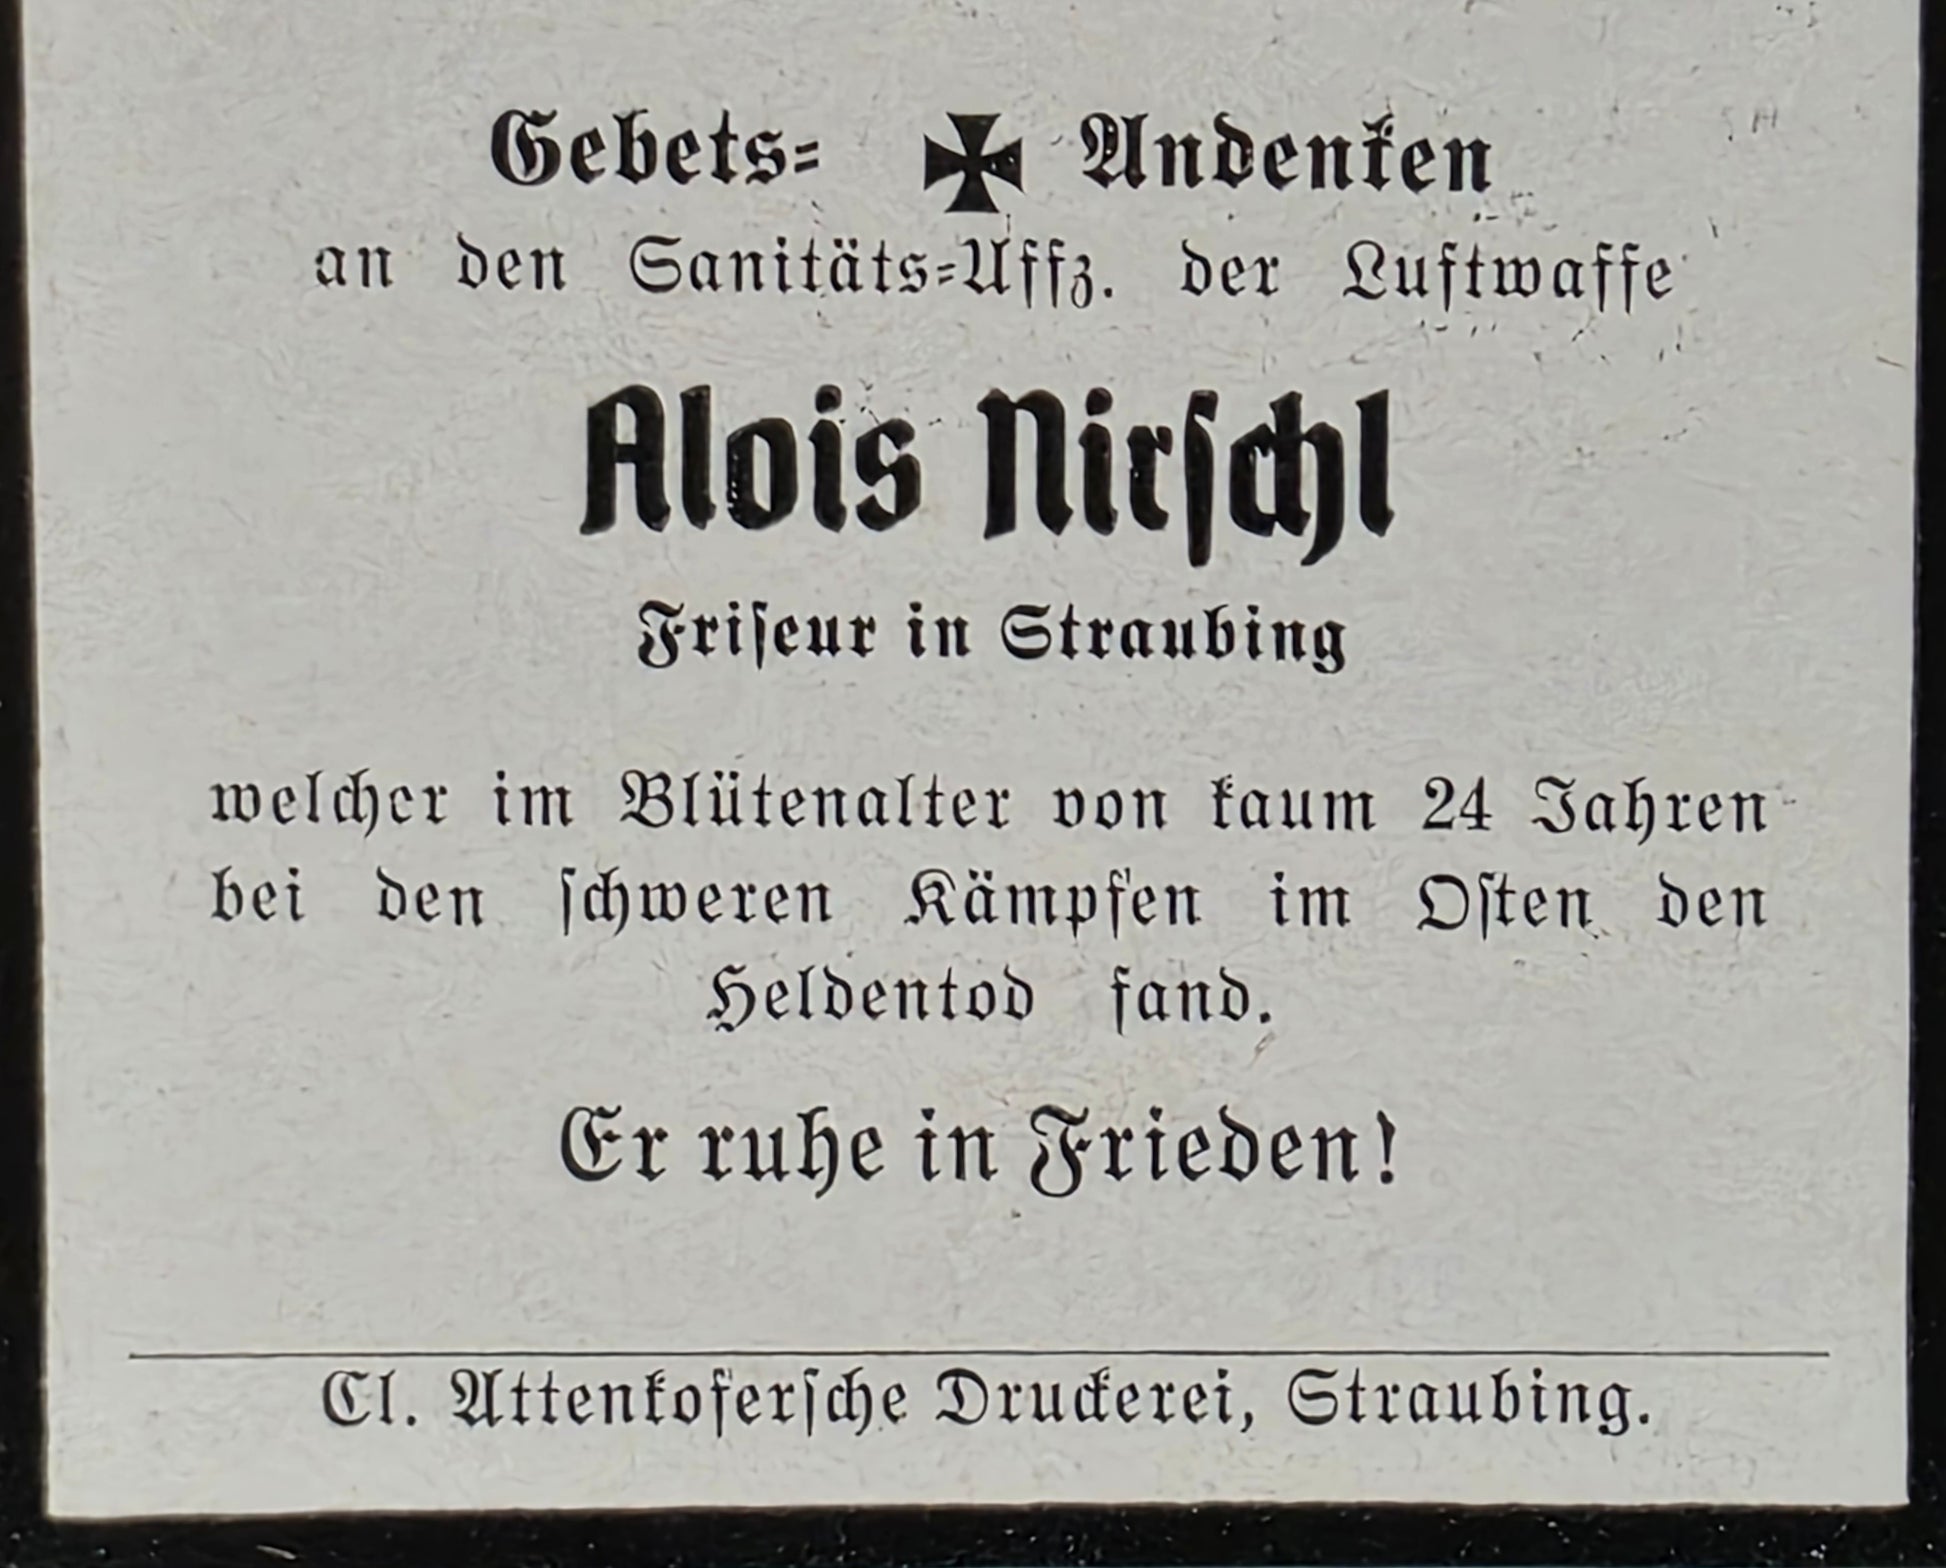 Gebets= Andenken
an den Sanitäts=Uffz. der Luftwaffe
Alois Nirſchl
Friſeur in Straubing
welcher im Blütenalter von kaum 24 Jahren
bei den ſchweren Kämpfen im Oſten den
Heldentod fand.
Er ruhe in Frieden!
Cl. Attenkoferſche Druckerei, Straubing.